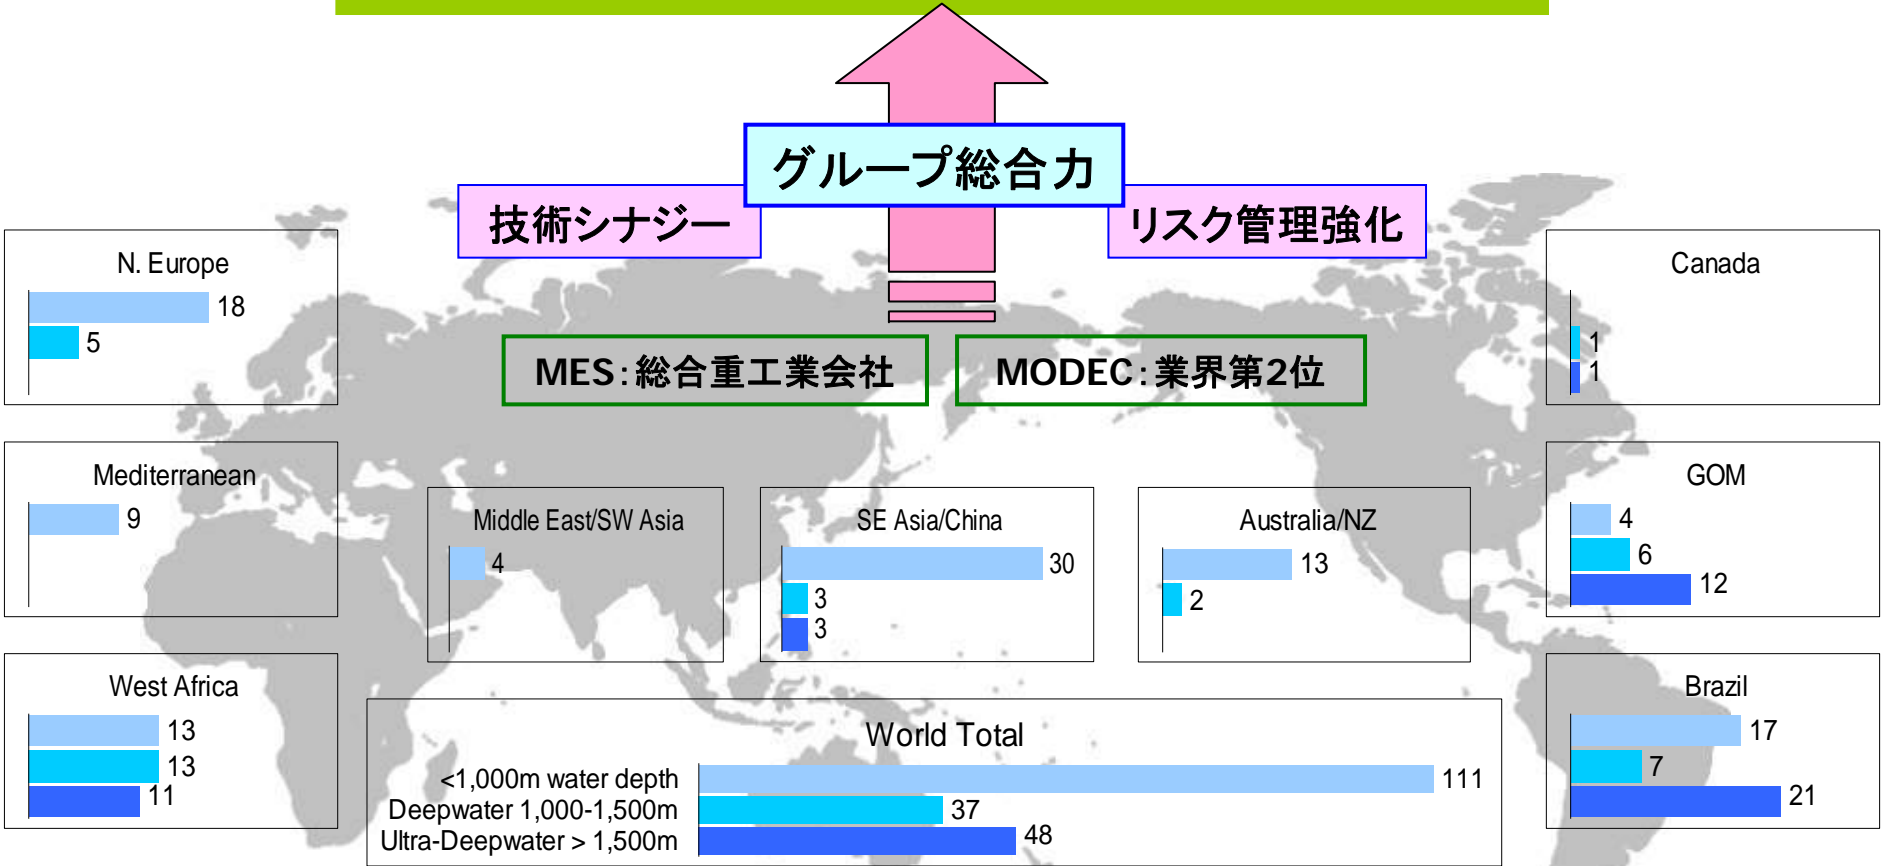 グループ総合力
技術シナジー
リスク管理強化
MES:総合重工業会社
MODEC:業界第2位
N. Europe
18
5
Mediterranean
9
West Africa
13
13
11
Middle East/SW Asia
4
SE Asia/China
30
3
3
Australia/NZ
13
2
Canada
1
1
GOM
4
6
12
Brazil
17
7
21
World Total
<1,000m water depth 111
Deepwater 1,000-1,500m 37
Ultra-Deepwater > 1,500m 48